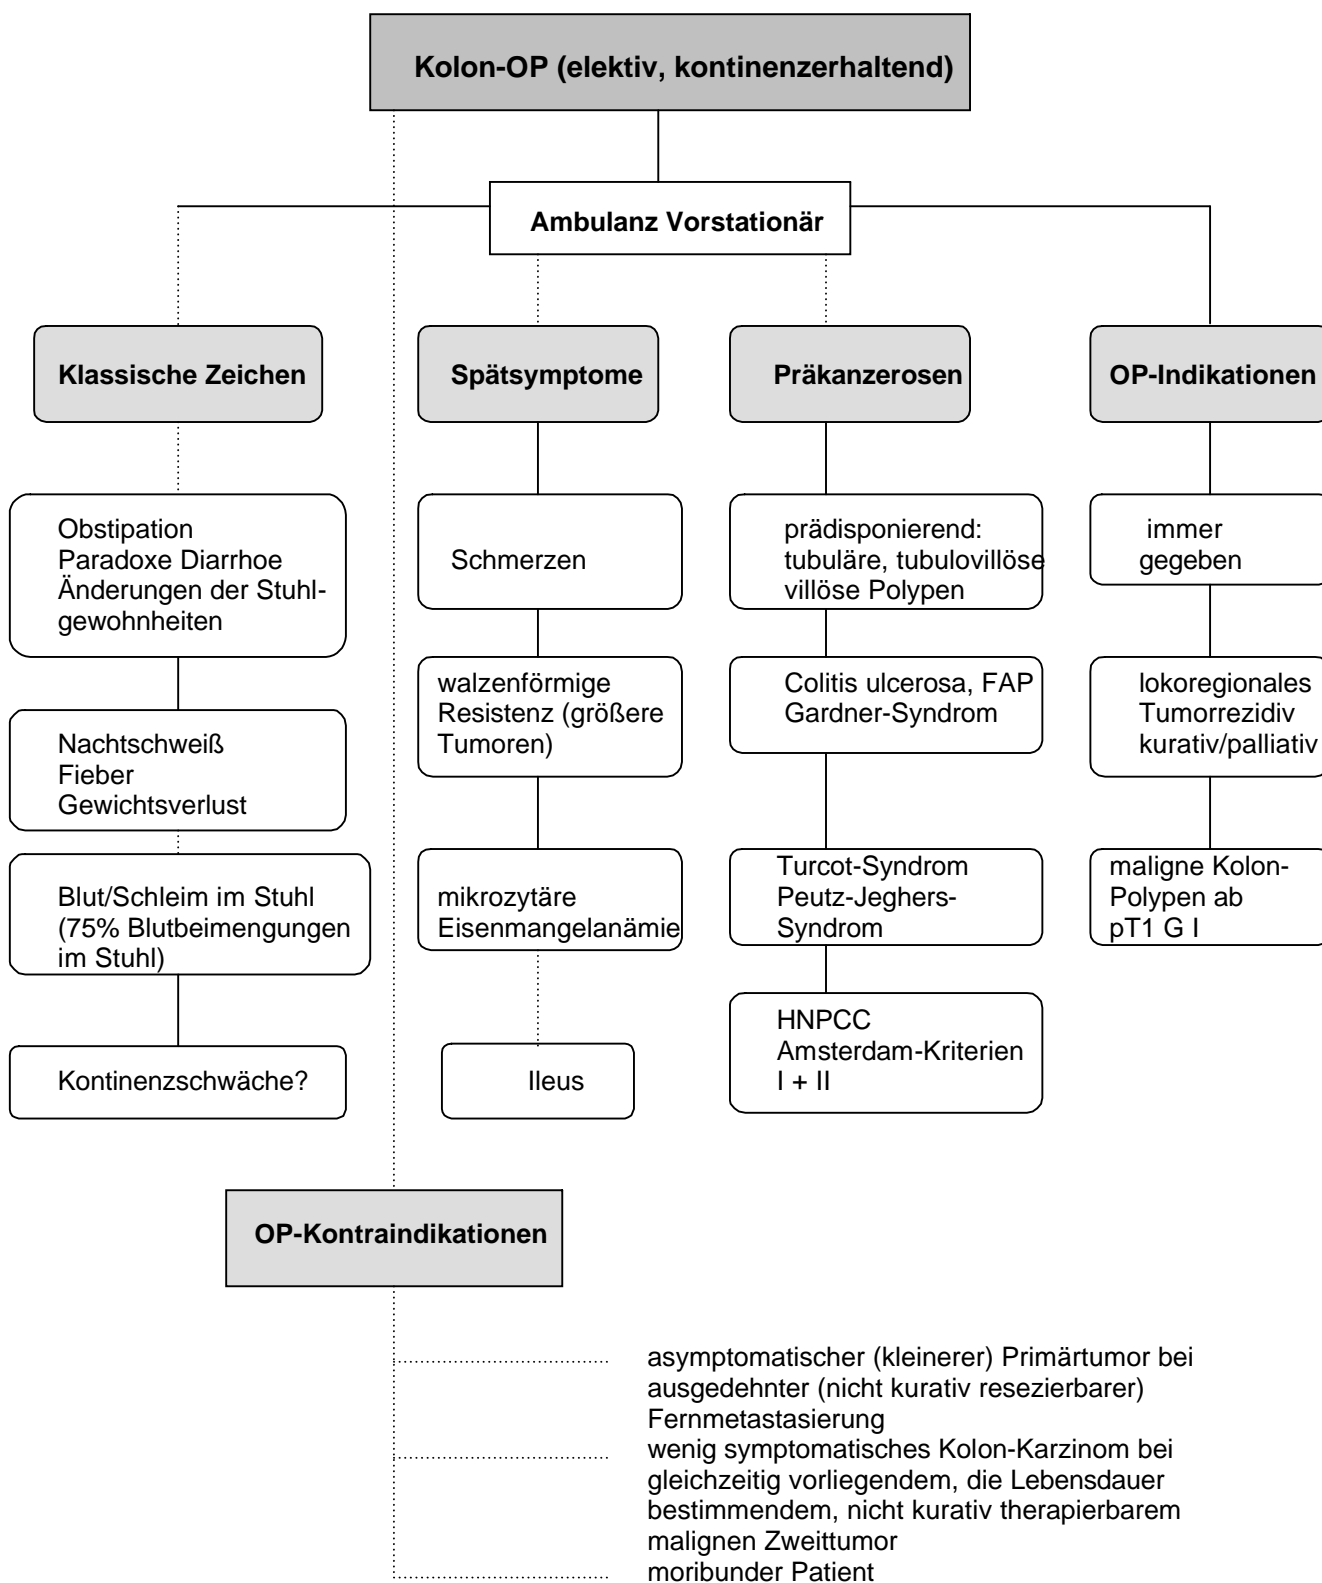 Kolon-OP (elektiv, kontinenzerhaltend)
Ambulanz Vorstationär
Klassische Zeichen
Obstipation
Paradoxe Diarrhoe
Änderungen der Stuhl-
gewohnheiten
Nachtschweiß
Fieber
Gewichtsverlust
Blut/Schleim im Stuhl
(75% Blutbeimengungen
im Stuhl)
Kontinenzschwäche?
Spätsymptome
Schmerzen
walzenförmige
Resistenz (größere
Tumoren)
mikrozytäre
Eisenmangelanämie
Ileus
Präkanzerosen
prädisponierend:
tubuläre, tubulovillöse
villöse Polypen
Colitis ulcerosa, FAP
Gardner-Syndrom
Turcot-Syndrom
Peutz-Jeghers-
Syndrom
HNPCC
Amsterdam-Kriterien
I + II
OP-Indikationen
immer
gegeben
lokoregionales
Tumorrezidiv
kurativ/palliativ
maligne Kolon-
Polypen ab
pT1 G I
OP-Kontraindikationen
asymptomatischer (kleinerer) Primärtumor bei
ausgedehnter (nicht kurativ resezierbarer)
Fernmetastasierung
wenig symptomatisches Kolon-Karzinom bei
gleichzeitig vorliegendem, die Lebensdauer
bestimmendem, nicht kurativ therapierbarem
malignen Zweittumor
moribunder Patient